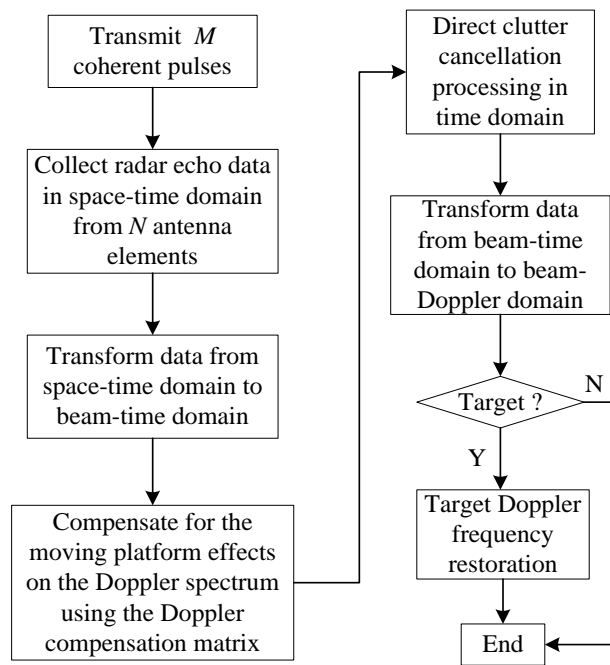 Transmit M
coherent pulses
Collect radar echo data
in space-time domain
from N antenna
elements
Transform data from
space-time domain to
beam-time domain
Compensate for the
moving platform effects
on the Doppler spectrum
using the Doppler
compensation matrix
Direct clutter
cancellation
processing in
time domain
Transform data
from beam-time
domain to beam-
Doppler domain
Target ?
N
Y
Target Doppler
frequency
restoration
End